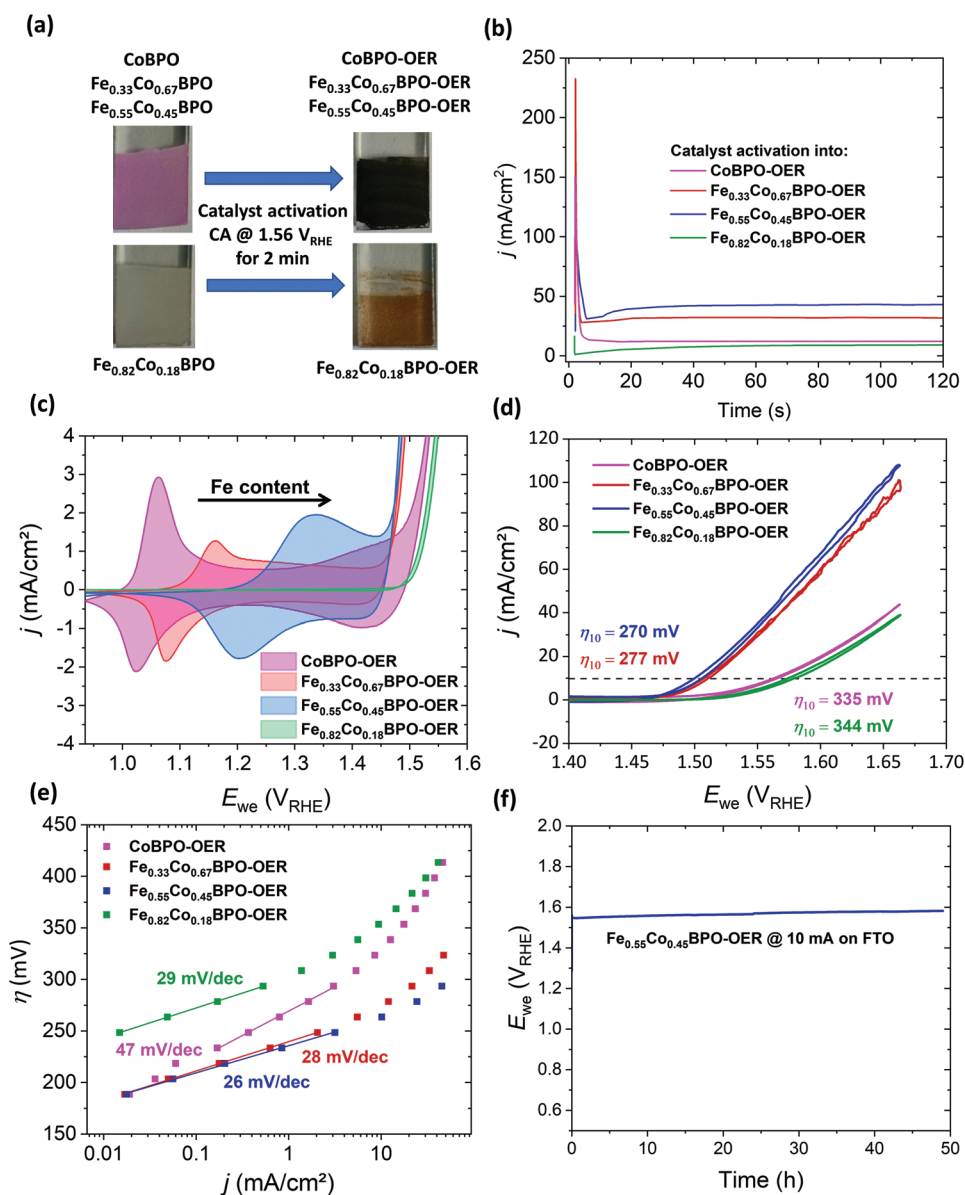 (a)
CoBPO
Fe0.33Co0.67BPO
Fe0.55Co0.45BPO
CoBPO-OER
Fe0.33Co0.67BPO-OER
Fe0.55Co0.45BPO-OER
Catalyst activation
CA @ 1.56 VRHE
for 2 min
Fe0.82Co0.18BPO
Fe0.82Co0.18BPO-OER
(b)
j (mA/cm²)
250
200
150
100
50
0
Catalyst activation into:
CoBPO-OER
Fe0.33Co0.67BPO-OER
Fe0.55Co0.45BPO-OER
Fe0.82Co0.18BPO-OER
0 20 40 60 80 100 120
Time (s)
(c)
j (mA/cm²)
4
3
2
1
0
-1
-2
-3
-4
Fe content
CoBPO-OER
Fe0.33Co0.67BPO-OER
Fe0.55Co0.45BPO-OER
Fe0.82Co0.18BPO-OER
1.0 1.1 1.2 1.3 1.4 1.5 1.6
Ewe (VRHE)
(d)
j (mA/cm²)
120
100
80
60
40
20
0
-20
CoBPO-OER
Fe0.33Co0.67BPO-OER
Fe0.55Co0.45BPO-OER
Fe0.82Co0.18BPO-OER
η10 = 270 mV
η10 = 277 mV
η10 = 335 mV
η10 = 344 mV
1.40 1.45 1.50 1.55 1.60 1.65 1.70
Ewe (VRHE)
(e)
η (mV)
450
400
350
300
250
200
150
CoBPO-OER
Fe0.33Co0.67BPO-OER
Fe0.55Co0.45BPO-OER
Fe0.82Co0.18BPO-OER
29 mV/dec
47 mV/dec
28 mV/dec
26 mV/dec
0.01 0.1 1 10
j (mA/cm²)
(f)
Ewe (VRHE)
2.0
1.8
1.6
1.4
1.2
1.0
0.8
0.6
Fe0.55Co0.45BPO-OER @ 10 mA on FTO
0 10 20 30 40 50
Time (h)